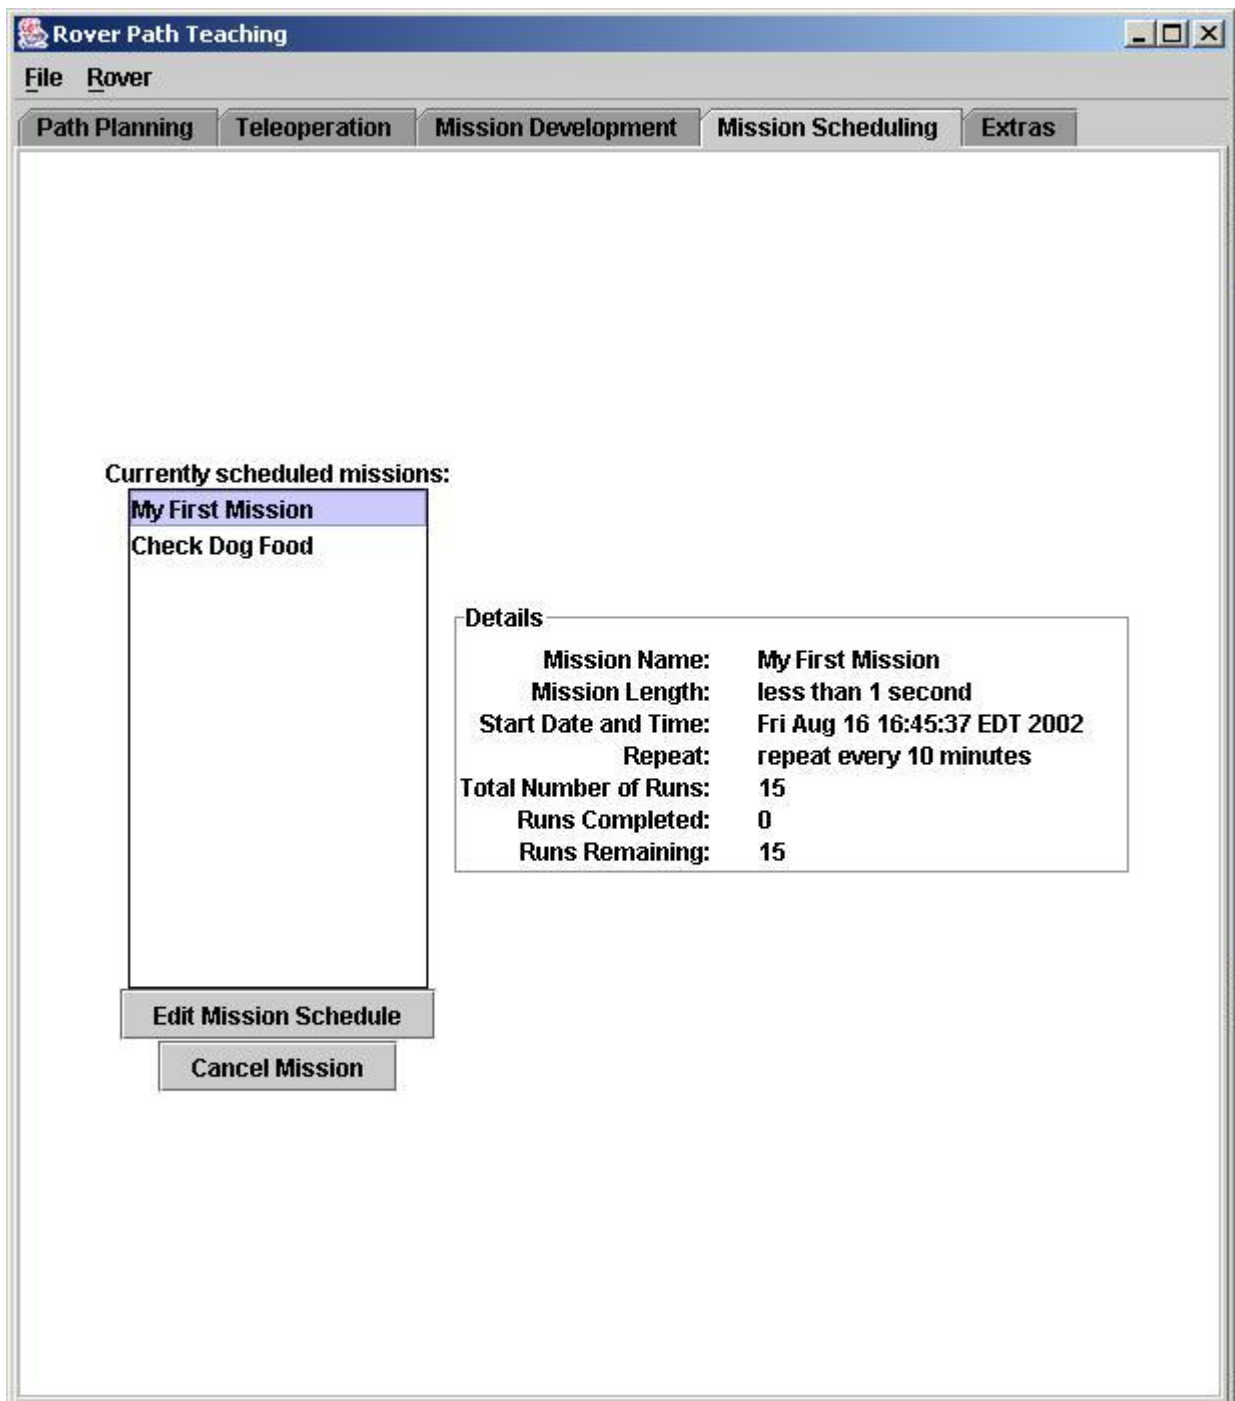 Rover Path Teaching
File Rover
Path Planning Teleoperation Mission Development Mission Scheduling Extras
Currently scheduled missions:
My First Mission
Check Dog Food
Details
Mission Name: My First Mission
Mission Length: less than 1 second
Start Date and Time: Fri Aug 16 16:45:37 EDT 2002
Repeat: repeat every 10 minutes
Total Number of Runs: 15
Runs Completed: 0
Runs Remaining: 15
Edit Mission Schedule
Cancel Mission